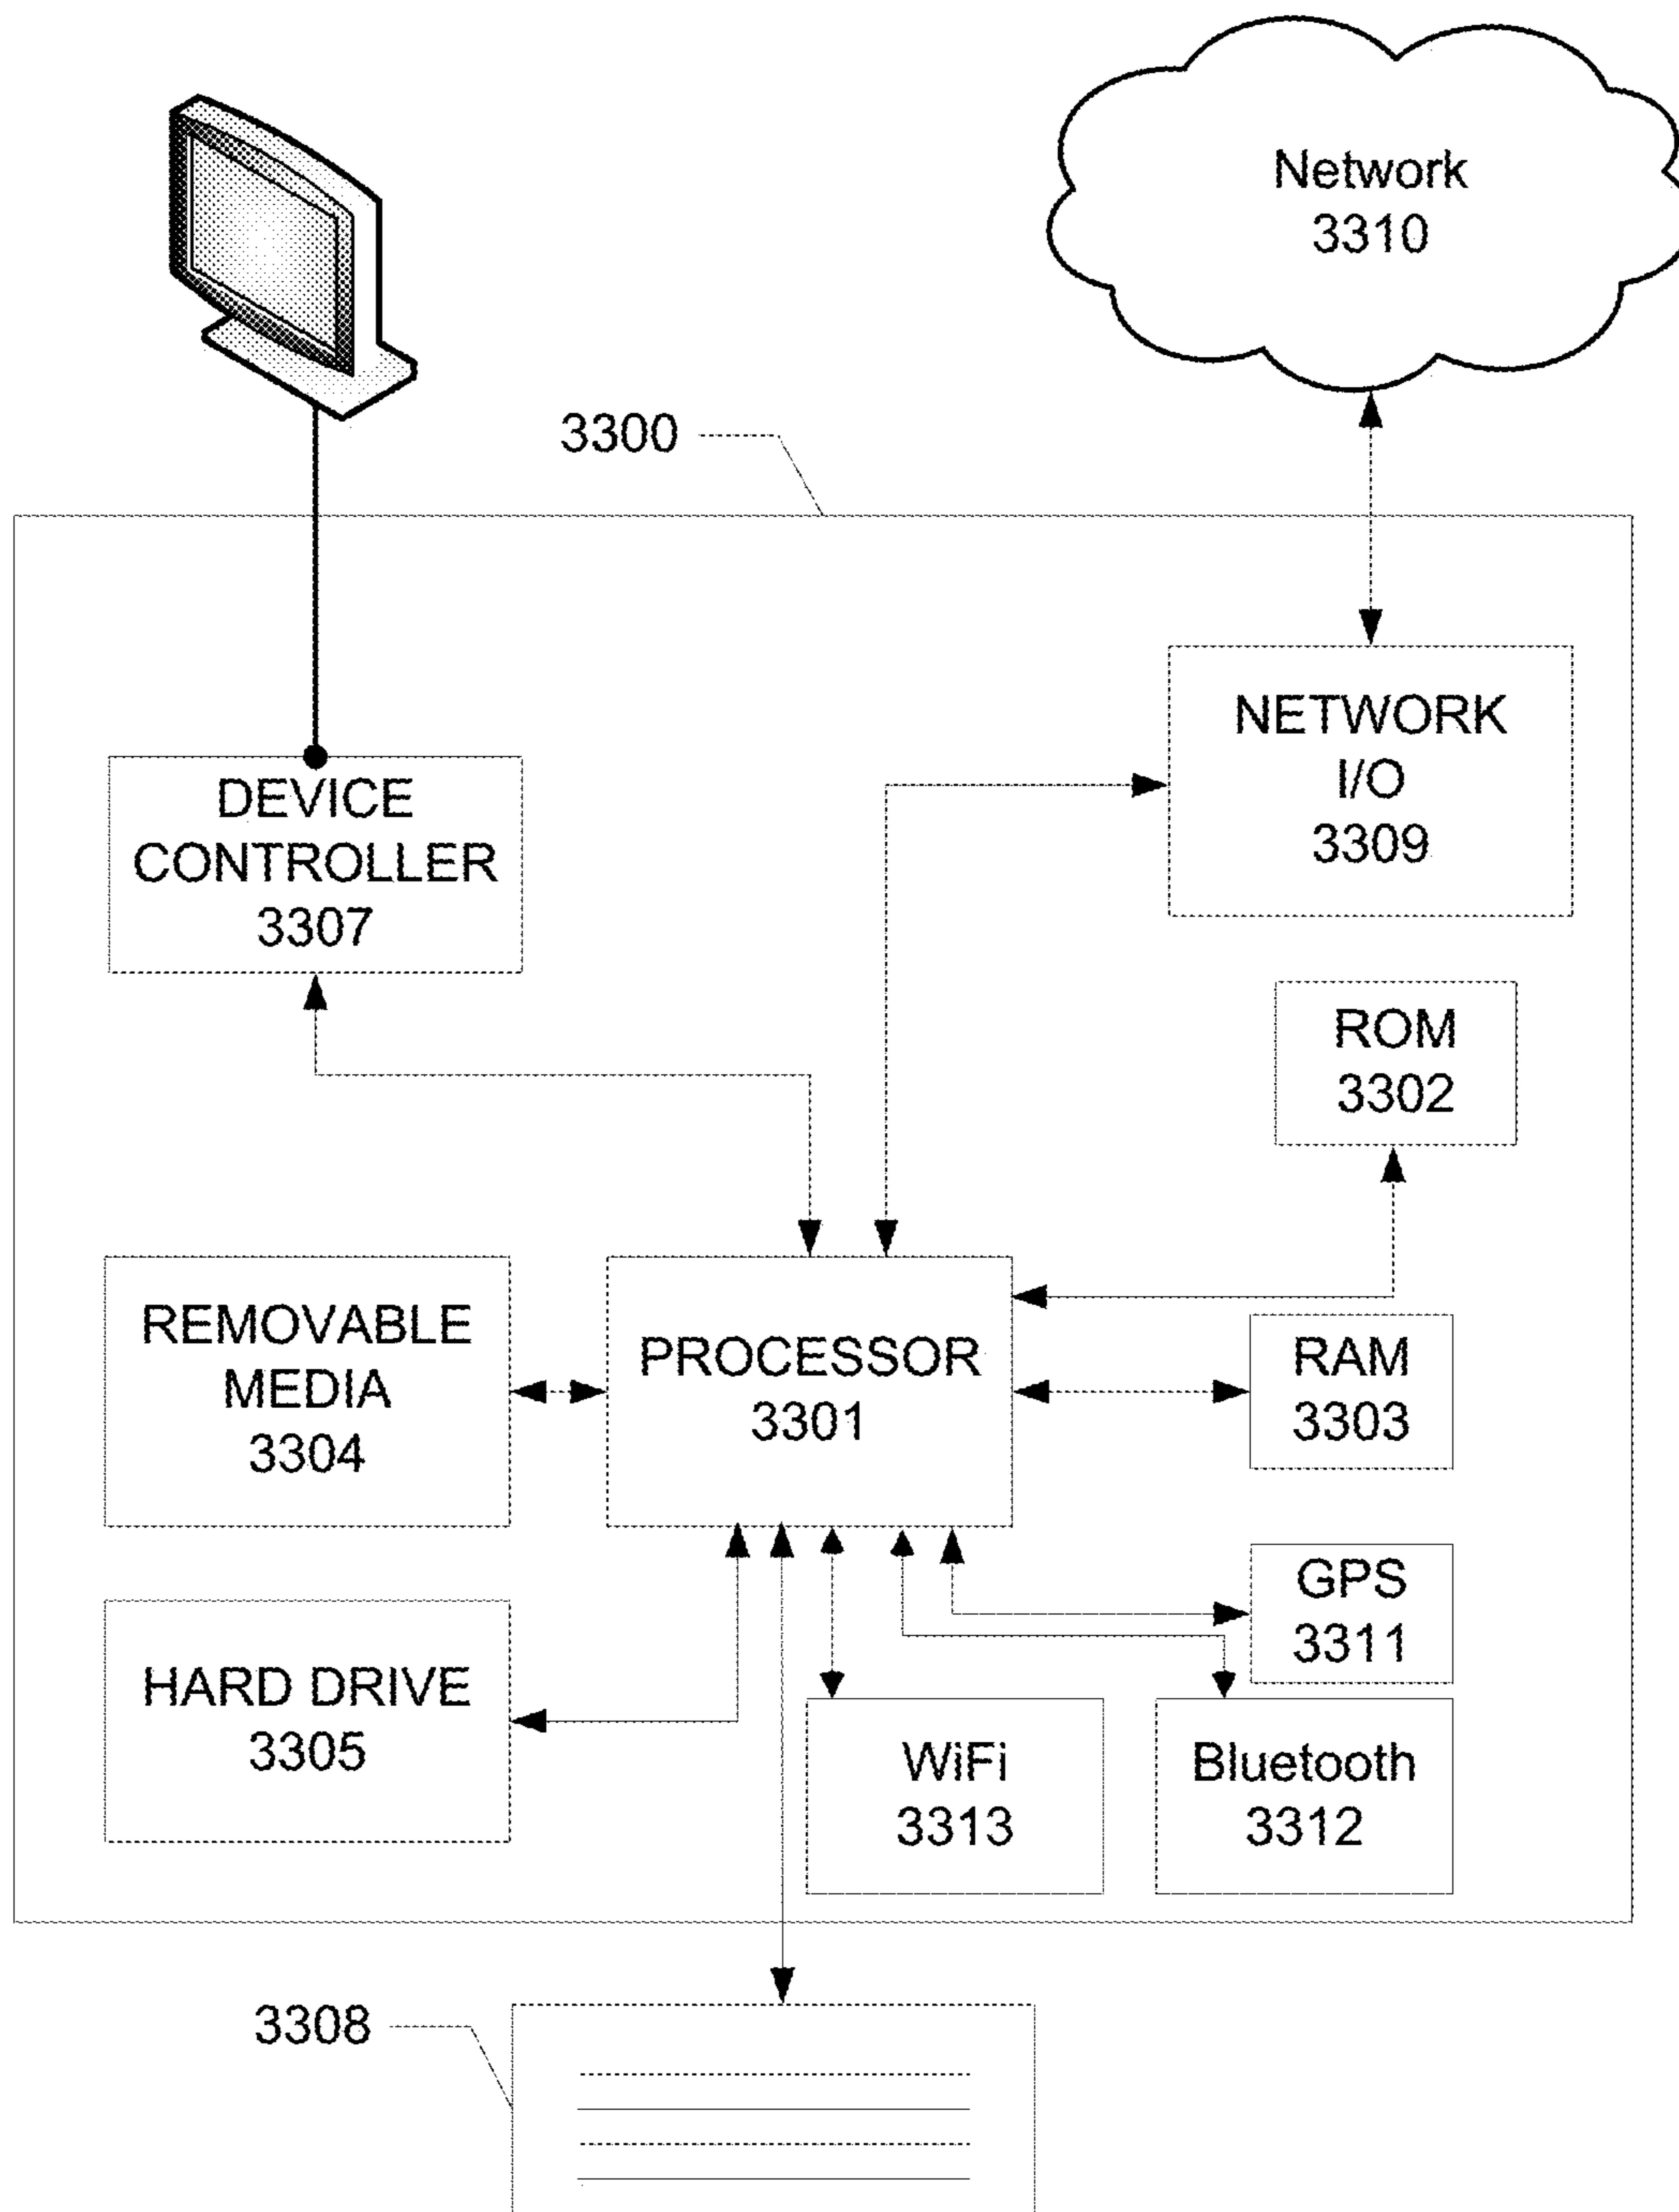 Network
3310
3300
NETWORK
I/O
3309
DEVICE
CONTROLLER
3307
ROM
3302
REMOVABLE
MEDIA
3304
PROCESSOR
3301
RAM
3303
GPS
3311
HARD DRIVE
3305
WiFi
3313
Bluetooth
3312
3308